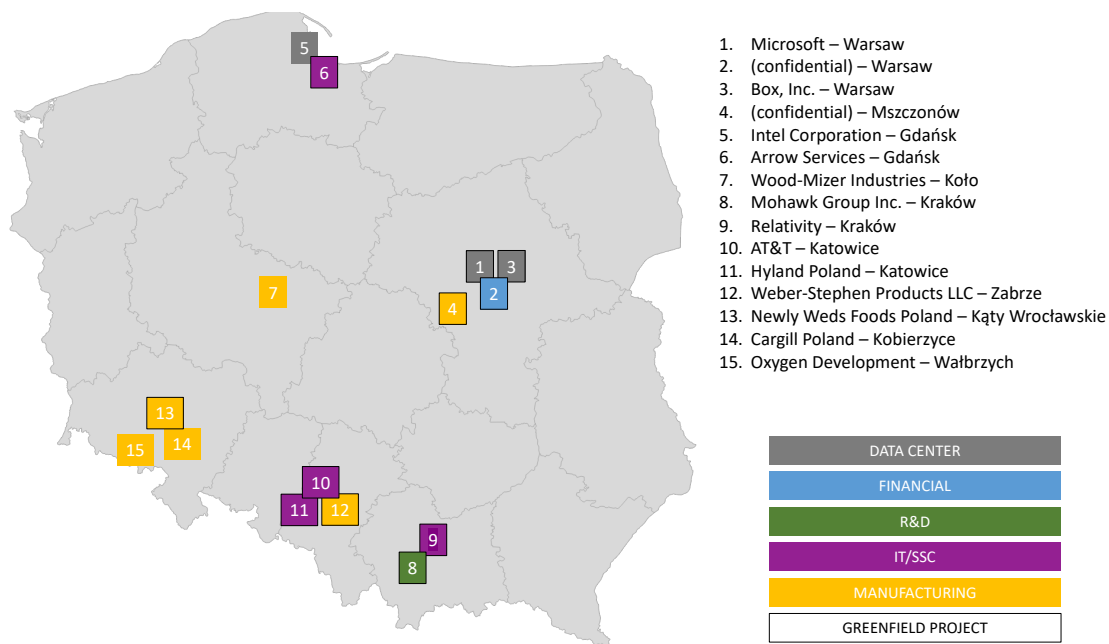 5
6
1
3
2
4
7
13
14
15
10
11
12
9
8
1. Microsoft – Warsaw
2. (confidential) – Warsaw
3. Box, Inc. – Warsaw
4. (confidential) – Mszczonów
5. Intel Corporation – Gdańsk
6. Arrow Services – Gdańsk
7. Wood-Mizer Industries – Koło
8. Mohawk Group Inc. – Kraków
9. Relativity – Kraków
10. AT&T – Katowice
11. Hyland Poland – Katowice
12. Weber-Stephen Products LLC – Zabrze
13. Newly Weds Foods Poland – Kąty Wrocławskie
14. Cargill Poland – Kobierzyce
15. Oxygen Development – Wałbrzych
DATA CENTER
FINANCIAL
R&D
IT/SSC
MANUFACTURING
GREENFIELD PROJECT